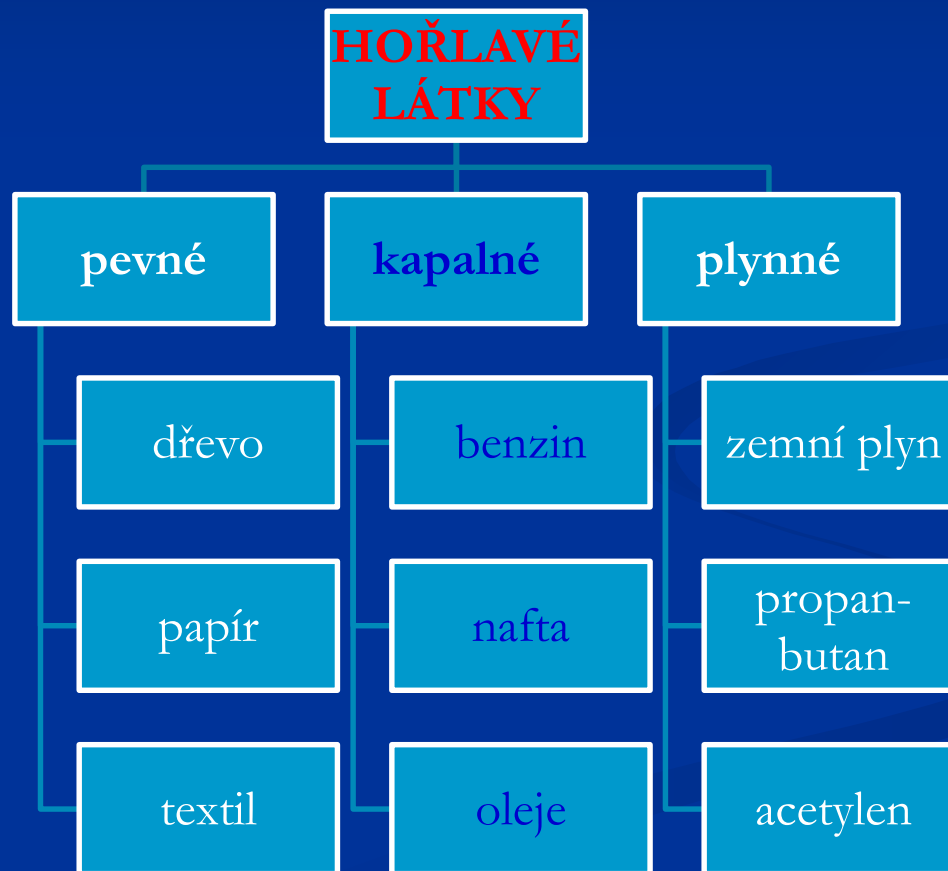 HOŘLAVÉ
LÁTKY
pevné
kapalné
plynné
dřevo
benzin
zemní plyn
papír
nafta
propan-
butan
textil
oleje
acetylen